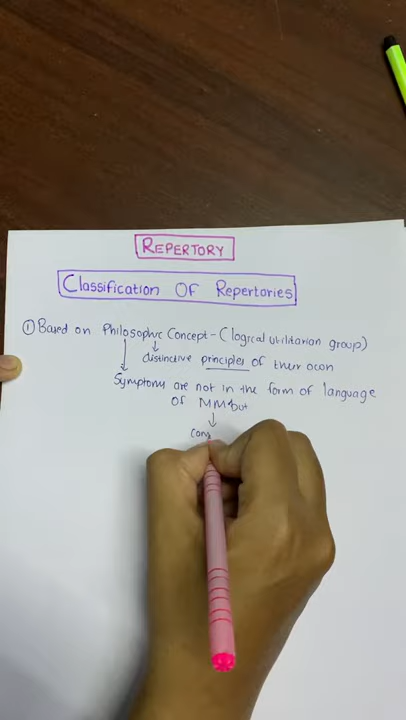 REPERTORY
Classification OF Repertories
① Based on Philosophic Concept - (logical utilitarian group)
distinctive principles of their own
Symptoms are not in the form of language
OF MM but